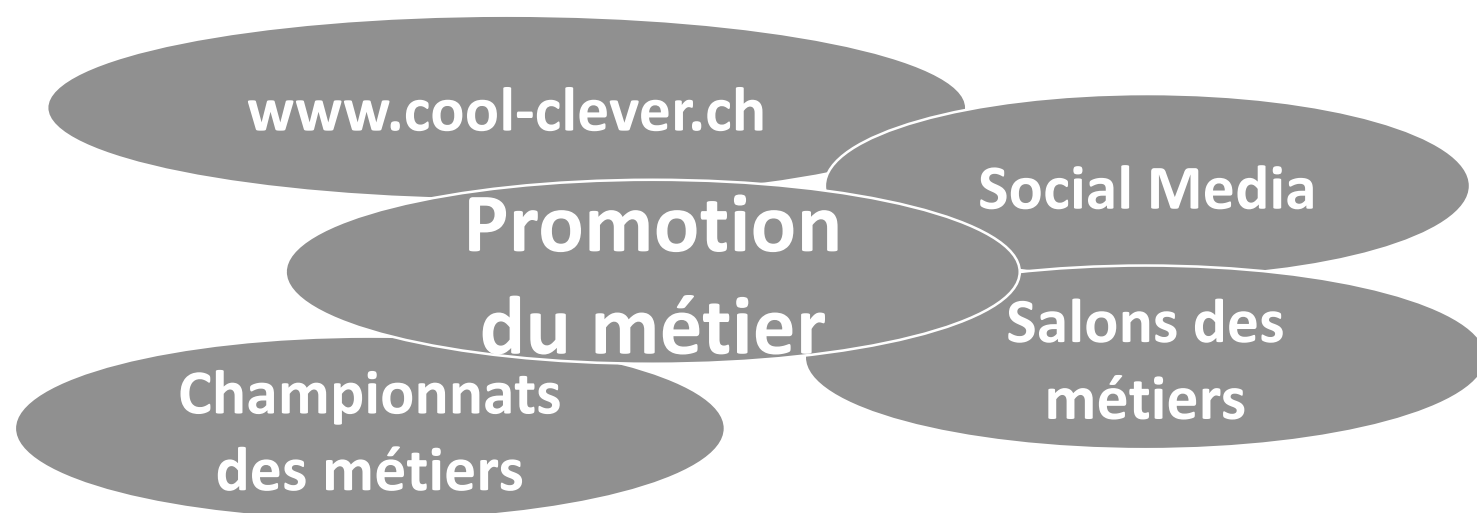 www.cool-clever.ch
Social Media
Promotion
du métier
Salons des
métiers
Championnats
des métiers